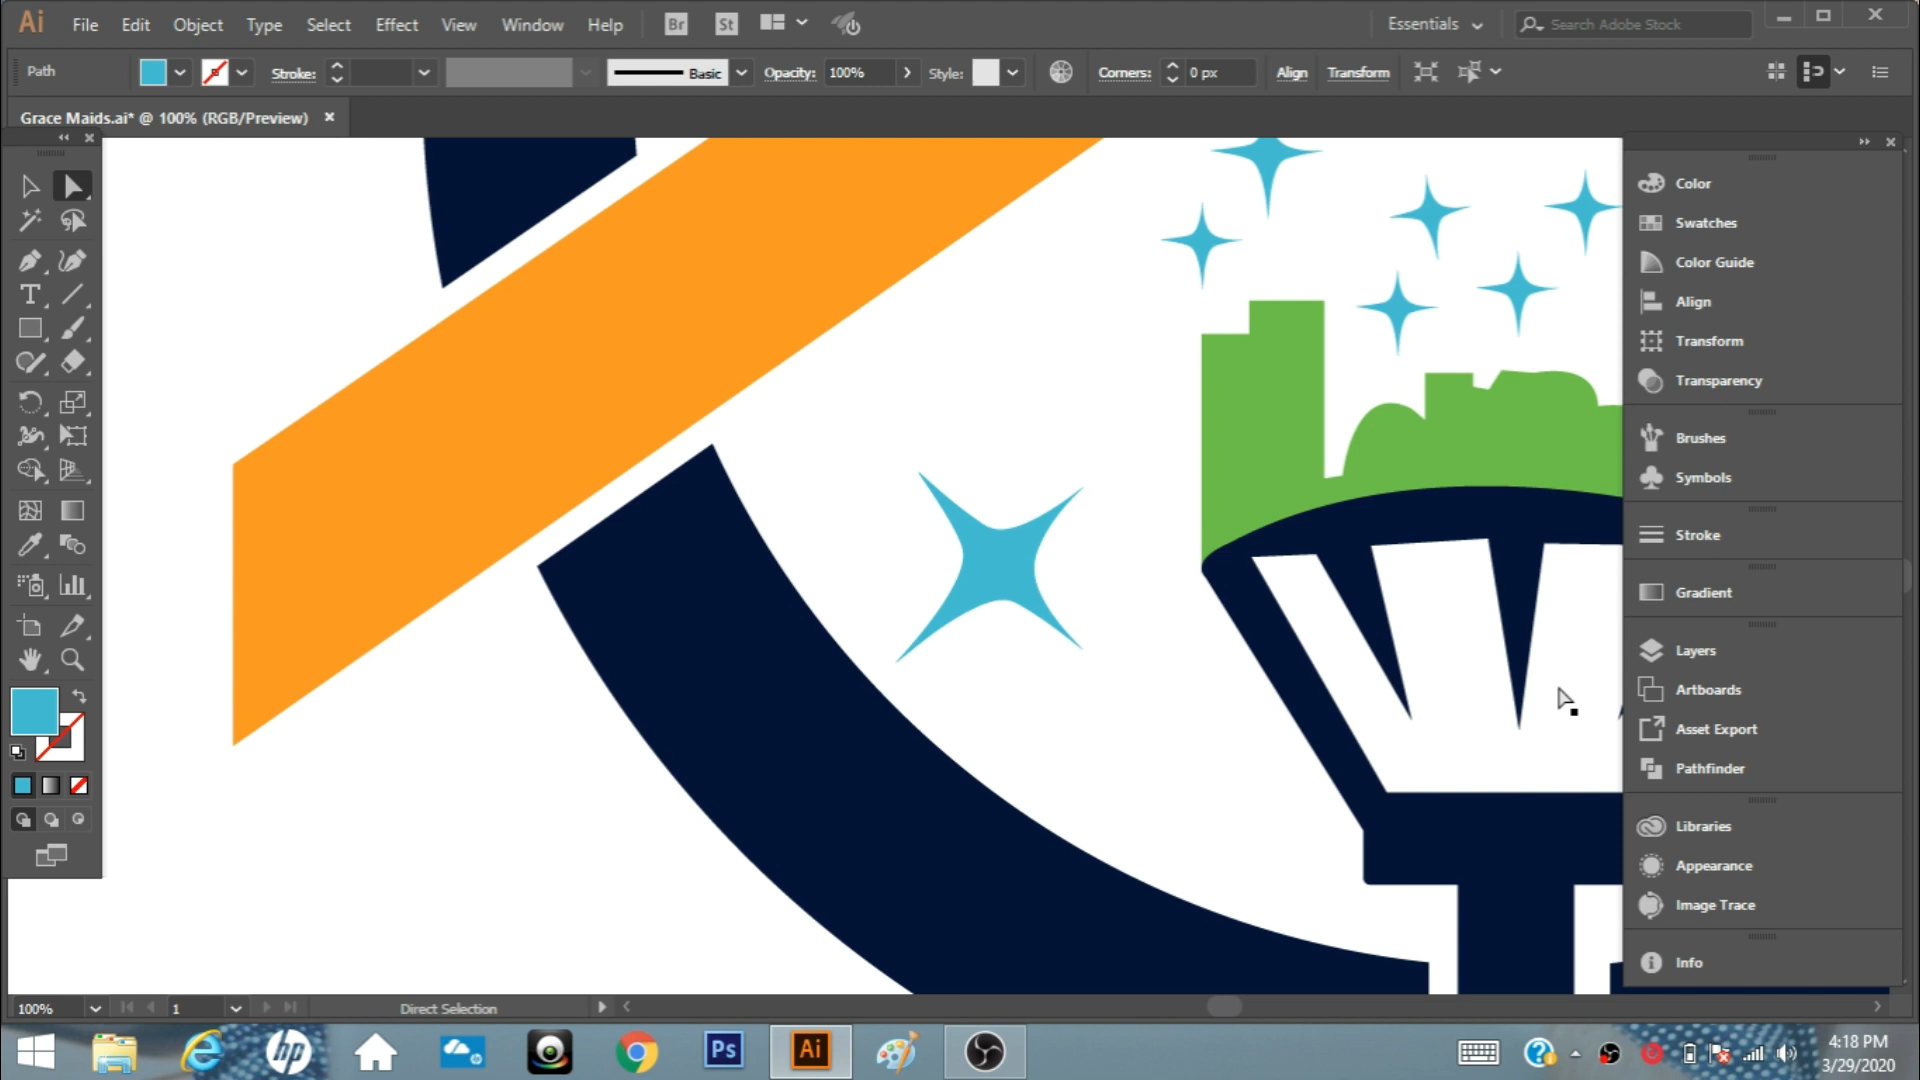 Ai File Edit Object Type Select Effect View Window Help Br St Essentials Search Adobe Stock
Path Stroke: Basic Opacity: 100% Style: Corners: 0 px Align Transform
Grace Maids.ai* @ 100% (RGB/Preview)
Color
Swatches
Color Guide
Align
Transform
Transparency
Brushes
Symbols
Stroke
Gradient
Layers
Artboards
Asset Export
Pathfinder
Libraries
Appearance
Image Trace
Info
100% 1 Direct Selection
hp Ps Ai
4:18 PM
3/29/2020